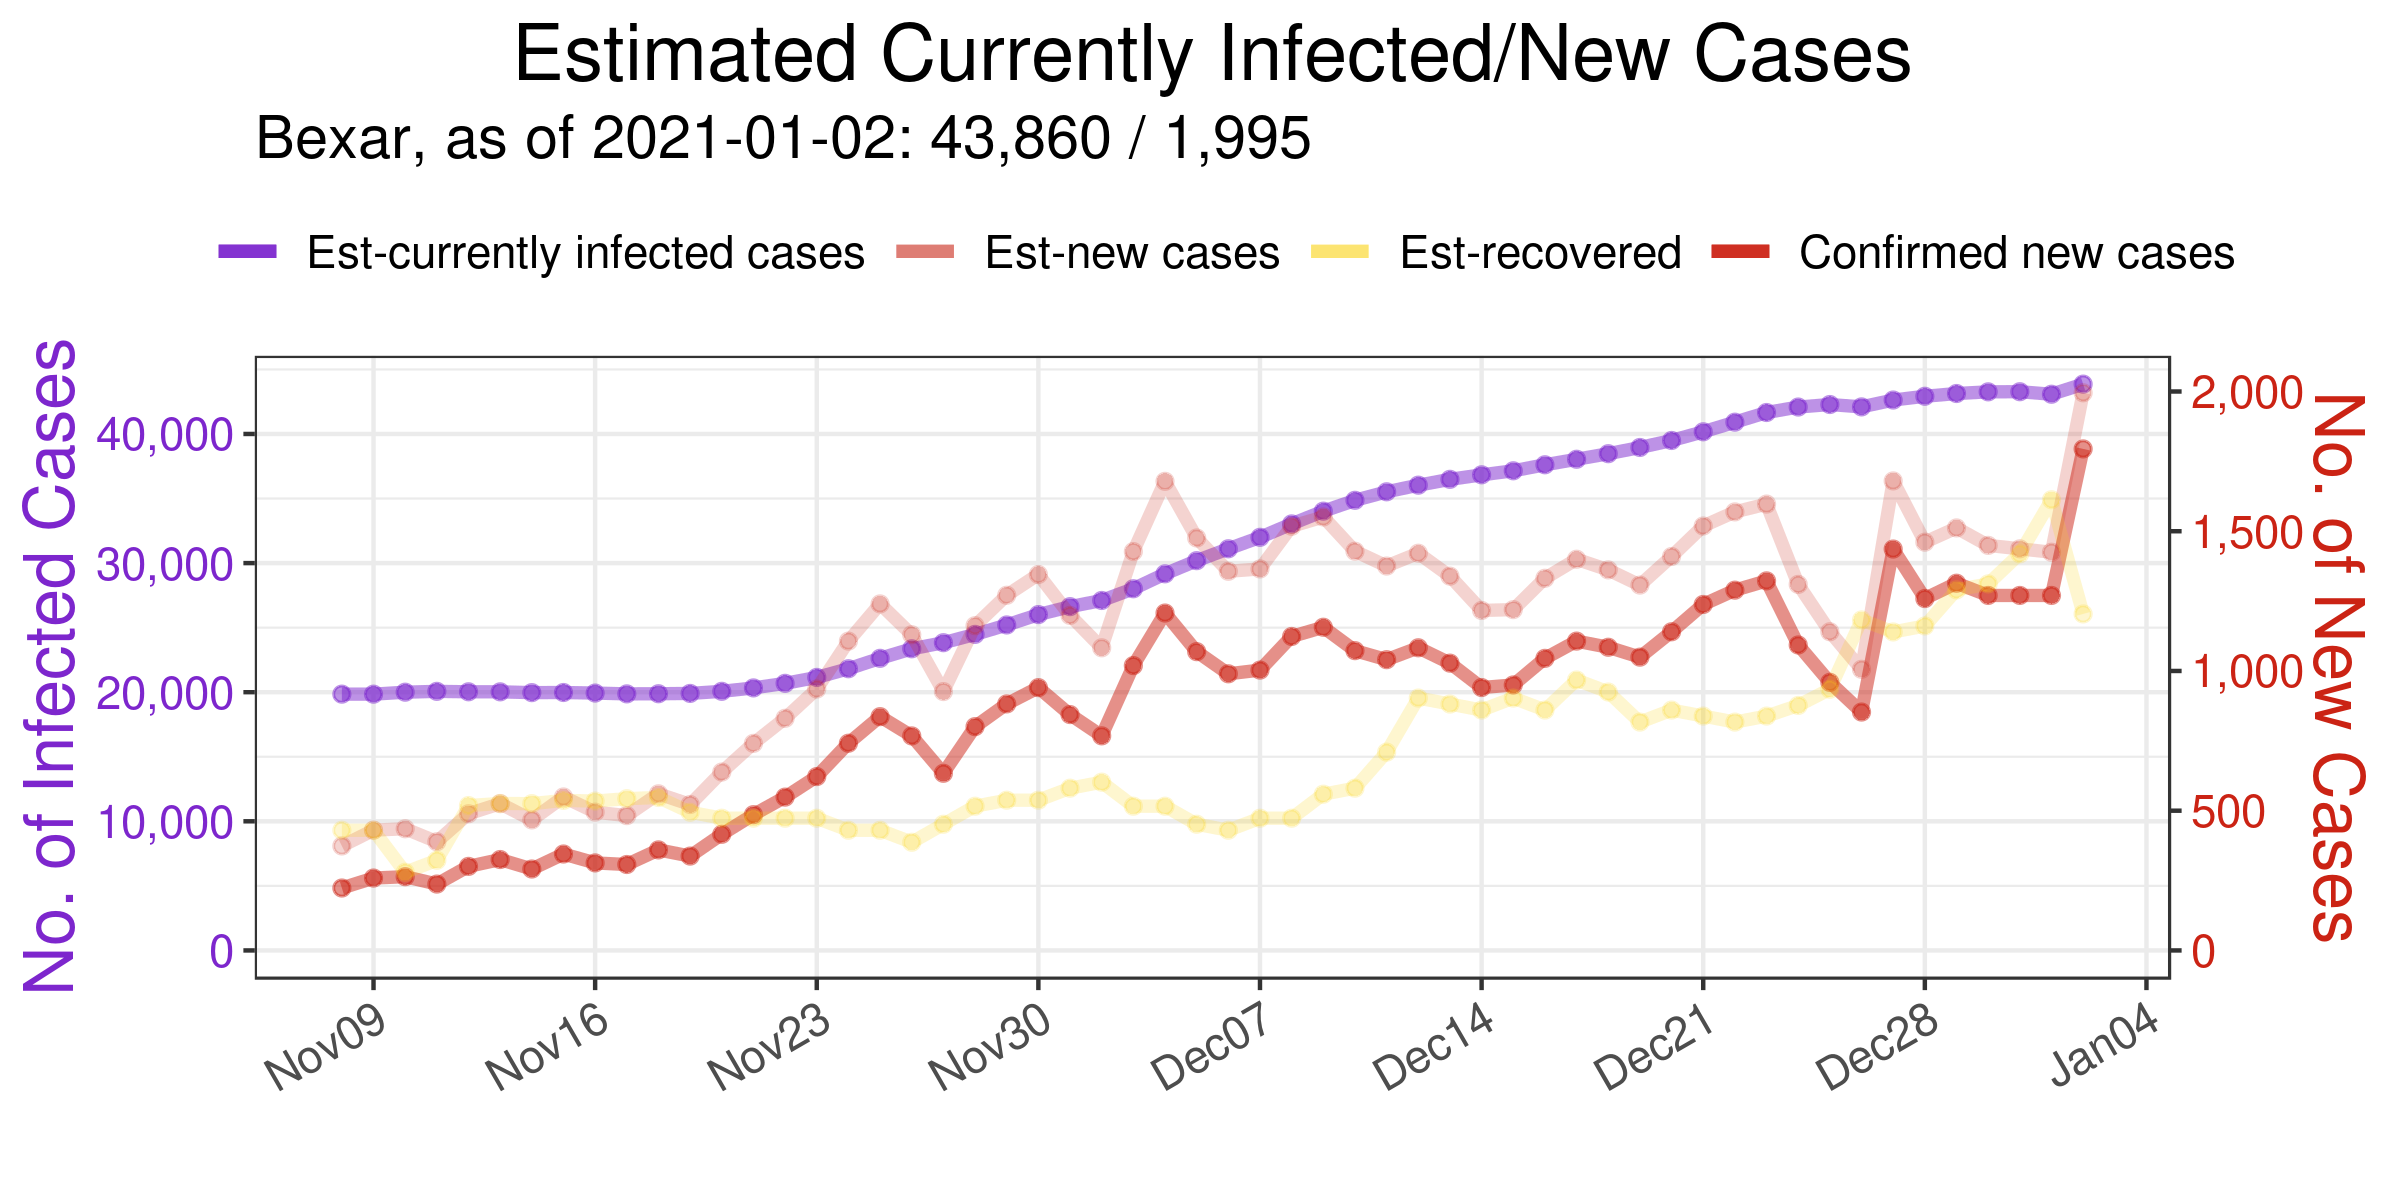 Estimated Currently Infected/New Cases
Bexar, as of 2021-01-02: 43,860 / 1,995
Est-currently infected cases Est-new cases Est-recovered Confirmed new cases
No. of Infected Cases
40,000
30,000
20,000
10,000
0
2,000
1,500
1,000
500
0
No. of New Cases
Nov09 Nov16 Nov23 Nov30 Dec07 Dec14 Dec21 Dec28 Jan04